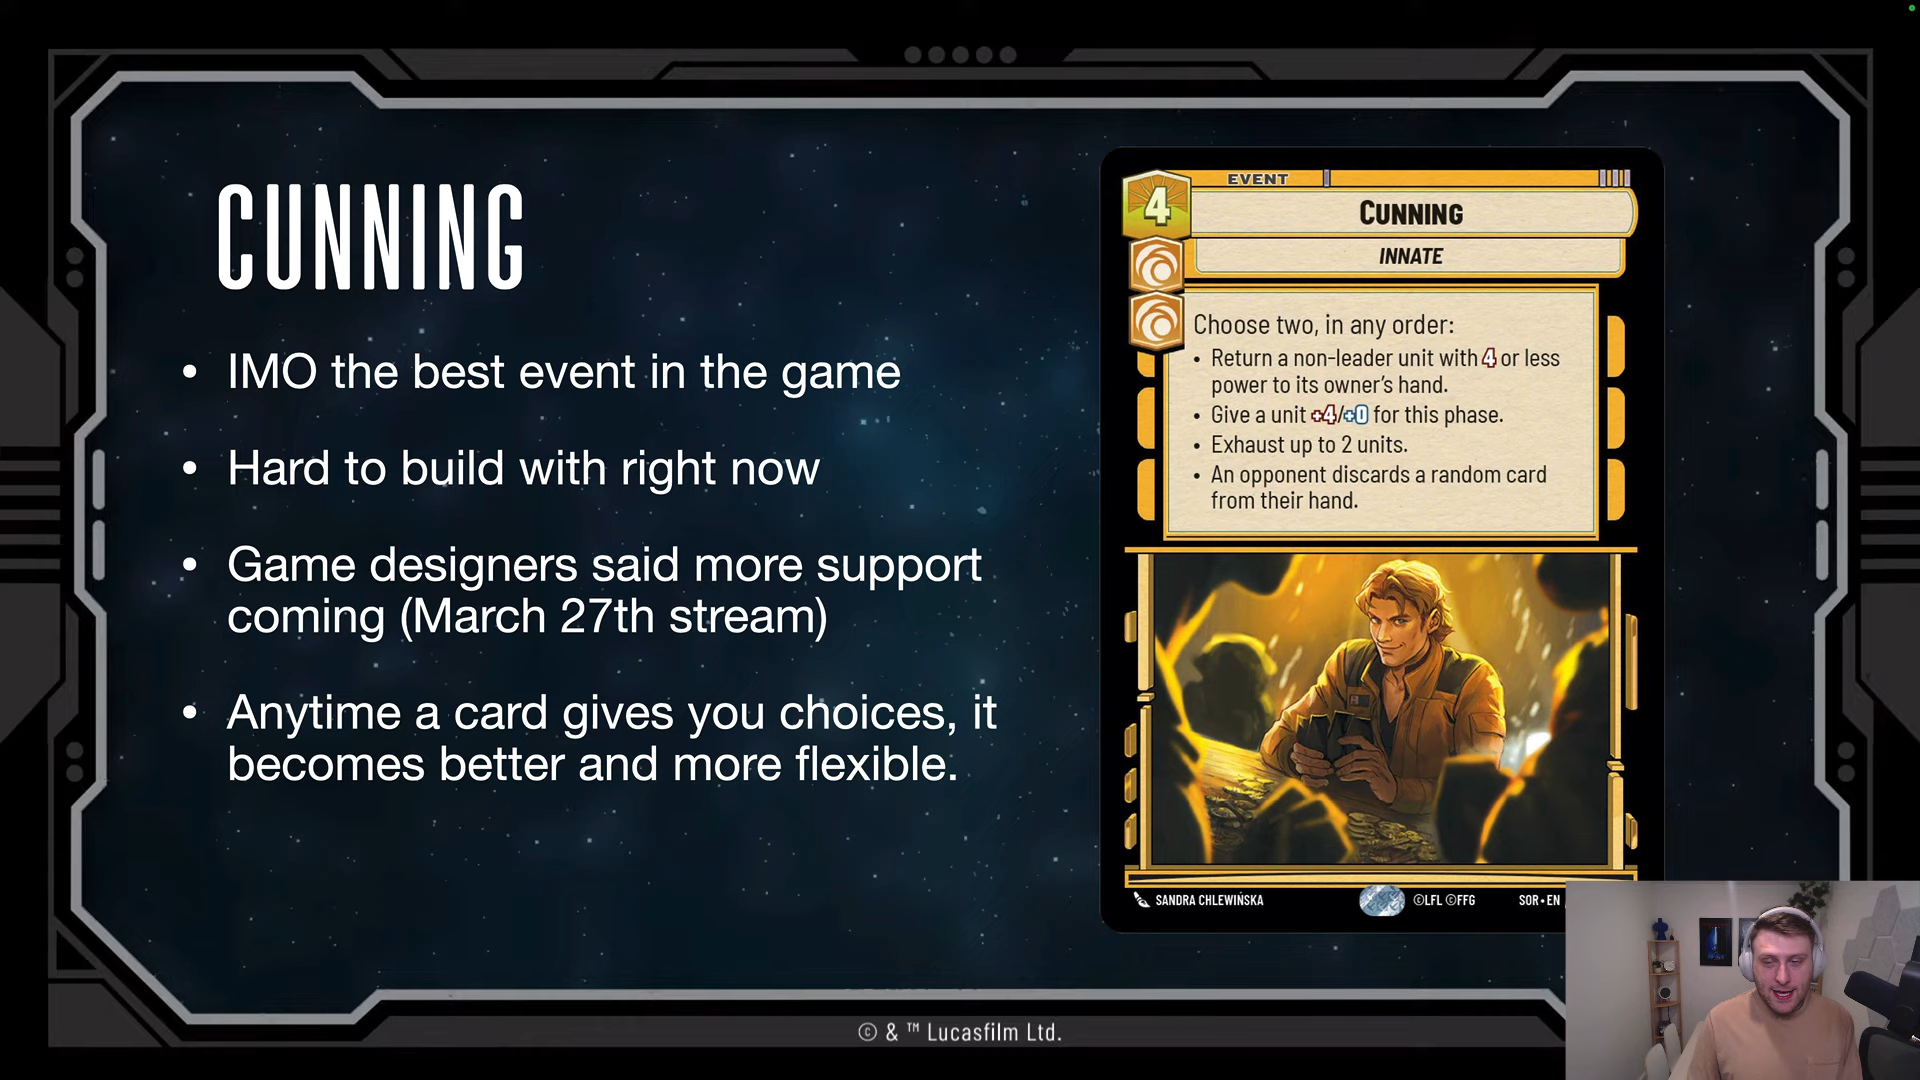 CUNNING
• IMO the best event in the game
• Hard to build with right now
• Game designers said more support
coming (March 27th stream)
• Anytime a card gives you choices, it
becomes better and more flexible.
EVENT
4
CUNNING
INNATE
Choose two, in any order:
• Return a non-leader unit with 4 or less
power to its owner's hand.
• Give a unit +4/+0 for this phase.
• Exhaust up to 2 units.
• An opponent discards a random card
from their hand.
SANDRA CHLEWIŃSKA
©LFL ©FFG
SOR•EN
© & ™ Lucasfilm Ltd.